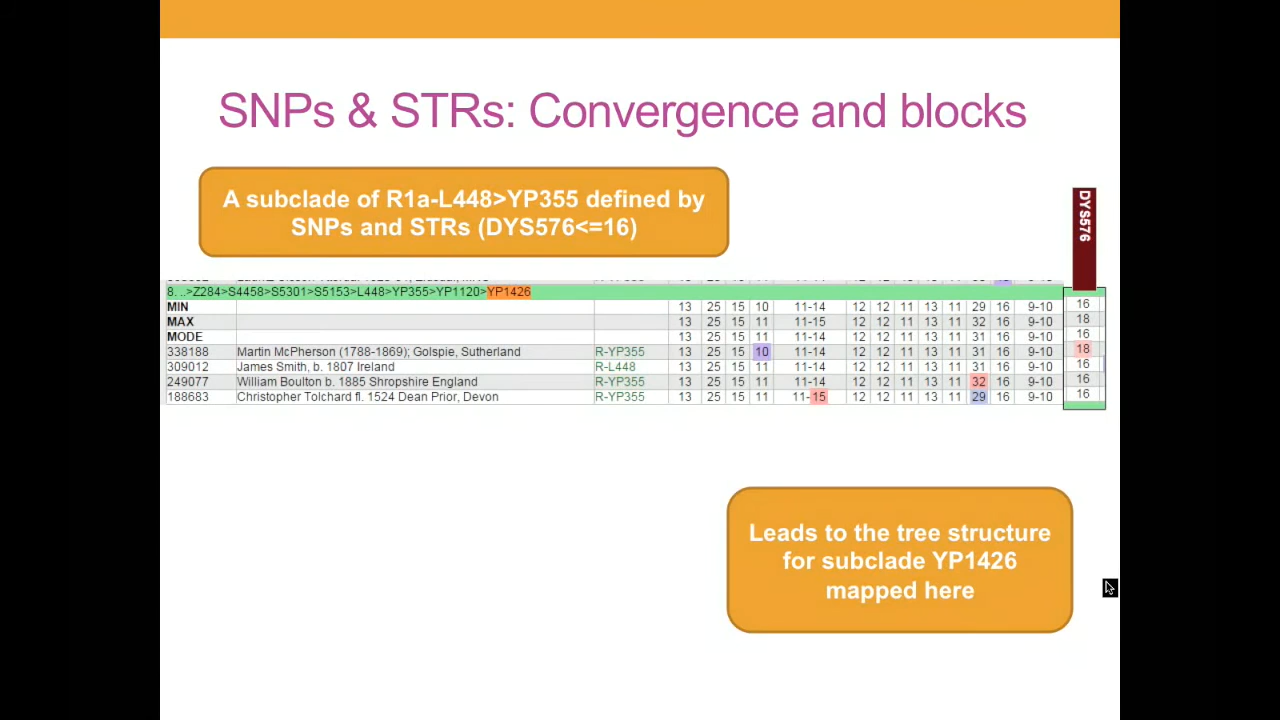 SNPs & STRs: Convergence and blocks
A subclade of R1a-L448>YP355 defined by
SNPs and STRs (DYS576<=16)
DYS576
8...>Z284>S4458>S5301>S5153>L448>YP355>YP1120>YP1426
MIN 13 25 15 10 11-14 12 12 11 13 11 29 16 9-10 16
MAX 13 25 15 11 11-15 12 12 11 13 11 32 16 9-10 18
MODE 13 25 15 11 11-14 12 12 11 13 11 31 16 9-10 16
338188 Martin McPherson (1788-1869); Golspie, Sutherland R-YP355 13 25 15 10 11-14 12 12 11 13 11 31 16 9-10 18
309012 James Smith, b. 1807 Ireland R-L448 13 25 15 11 11-14 12 12 11 13 11 31 16 9-10 16
249077 William Boulton b. 1885 Shropshire England R-YP355 13 25 15 11 11-14 12 12 11 13 11 32 16 9-10 16
188683 Christopher Tolchard fl. 1524 Dean Prior, Devon R-YP355 13 25 15 11 11-15 12 12 11 13 11 29 16 9-10 16
Leads to the tree structure
for subclade YP1426
mapped here